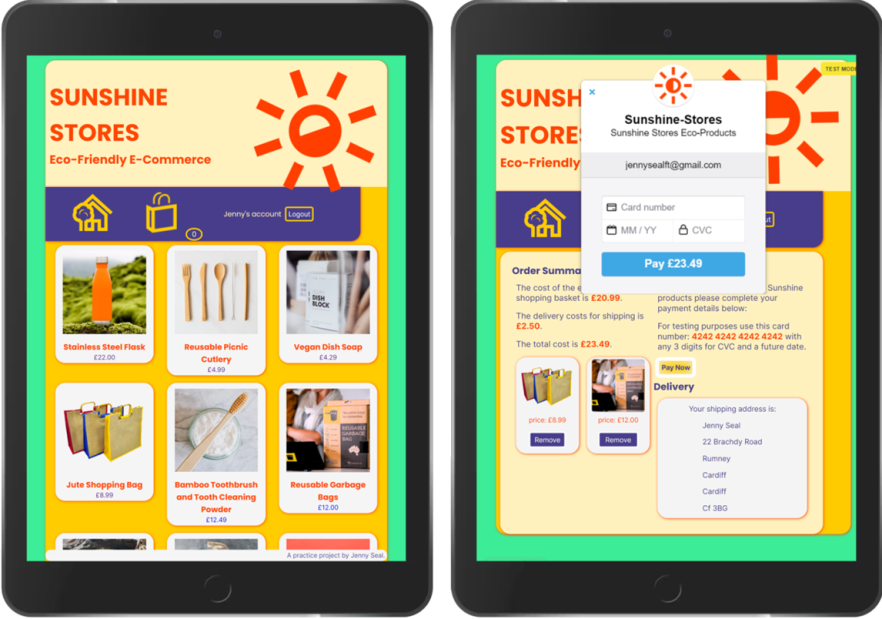 SUNSHINE
STORES
Eco-Friendly E-Commerce
0
Jenny's account
Logout
Stainless Steel Flask
£22.00
Reusable Picnic
Cutlery
£4.99
DISH
BLOCK
Vegan Dish Soap
£4.29
Jute Shopping Bag
£8.99
Bamboo Toothbrush
and Tooth Cleaning
Powder
£12.49
REUSABLE
GARBAGE
BAG
Reusable Garbage
Bags
£12.00
A practice project by Jenny Seal.
TEST MODE
SUNSH
STORES
Eco-Friendly
×
Sunshine-Stores
Sunshine Stores Eco-Products
jennysealft@gmail.com
Card number
MM / YY
CVC
Pay £23.49
ut
Order Summa
The cost of the e
shopping basket is £20.99.
The delivery costs for shipping is
£2.50.
The total cost is £23.49.
price: £8.99
Remove
price: £12.00
Remove
Sunshine
products please complete your
payment details below:
For testing purposes use this card
number: 4242 4242 4242 4242 with
any 3 digits for CVC and a future date.
Pay Now
Delivery
Your shipping address is:
Jenny Seal
22 Brachdy Road
Rumney
Cardiff
Cardiff
Cf 3BG